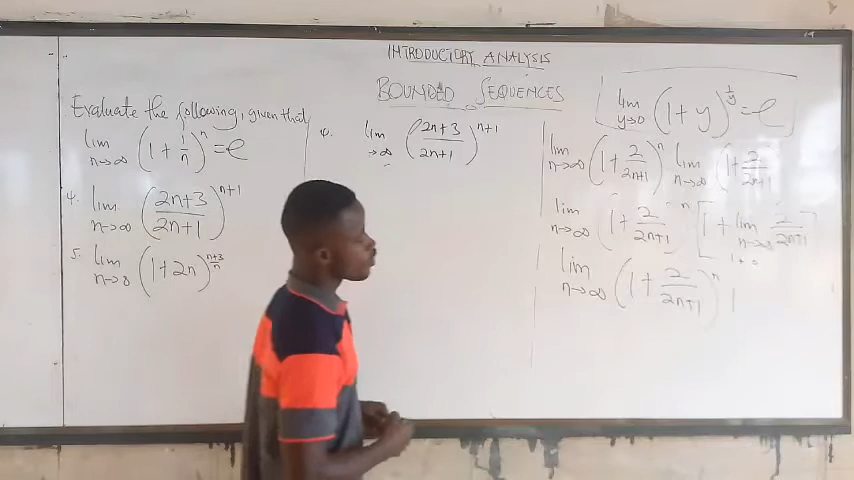 INTRODUCTORY ANALYSIS
BOUNDED SEQUENCES
Evaluate the following, given that
lim n→∞ (1 + 1/n)^n = e
4. lim n→∞ ((2n+3)/(2n+1))^(n+1)
5. lim n→0 (1+2n)^((n+3)/n)
4. lim →∞ ((2n+3)/(2n+1))^(n+1)
lim y→0 (1 + y)^(1/y) = e
lim n→∞ (1 + 2/(2n+1))^n lim n→∞ (1 + 2/(2n+1))
lim n→∞ (1 + 2/(2n+1))^n [1 + lim n→∞ 2/(2n+1)]
1 + 0
lim n→∞ (1 + 2/(2n+1))^n 1